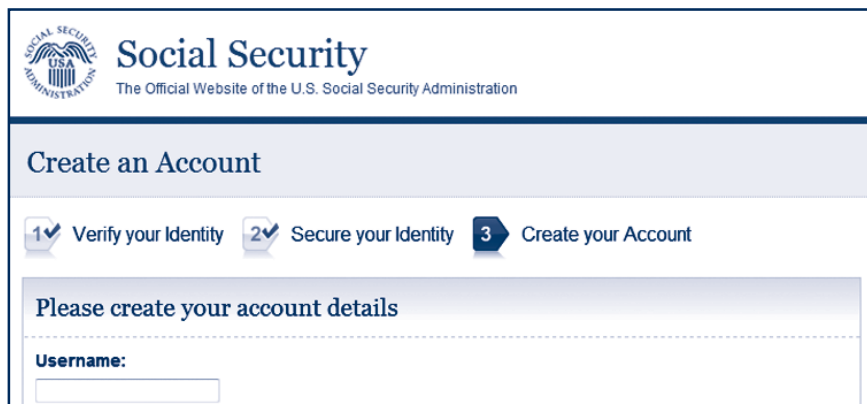 SOCIAL SECURITY
USA
ADMINISTRATION
Social Security
The Official Website of the U.S. Social Security Administration
Create an Account
1 Verify your Identity 2 Secure your Identity 3 Create your Account
Please create your account details
Username: